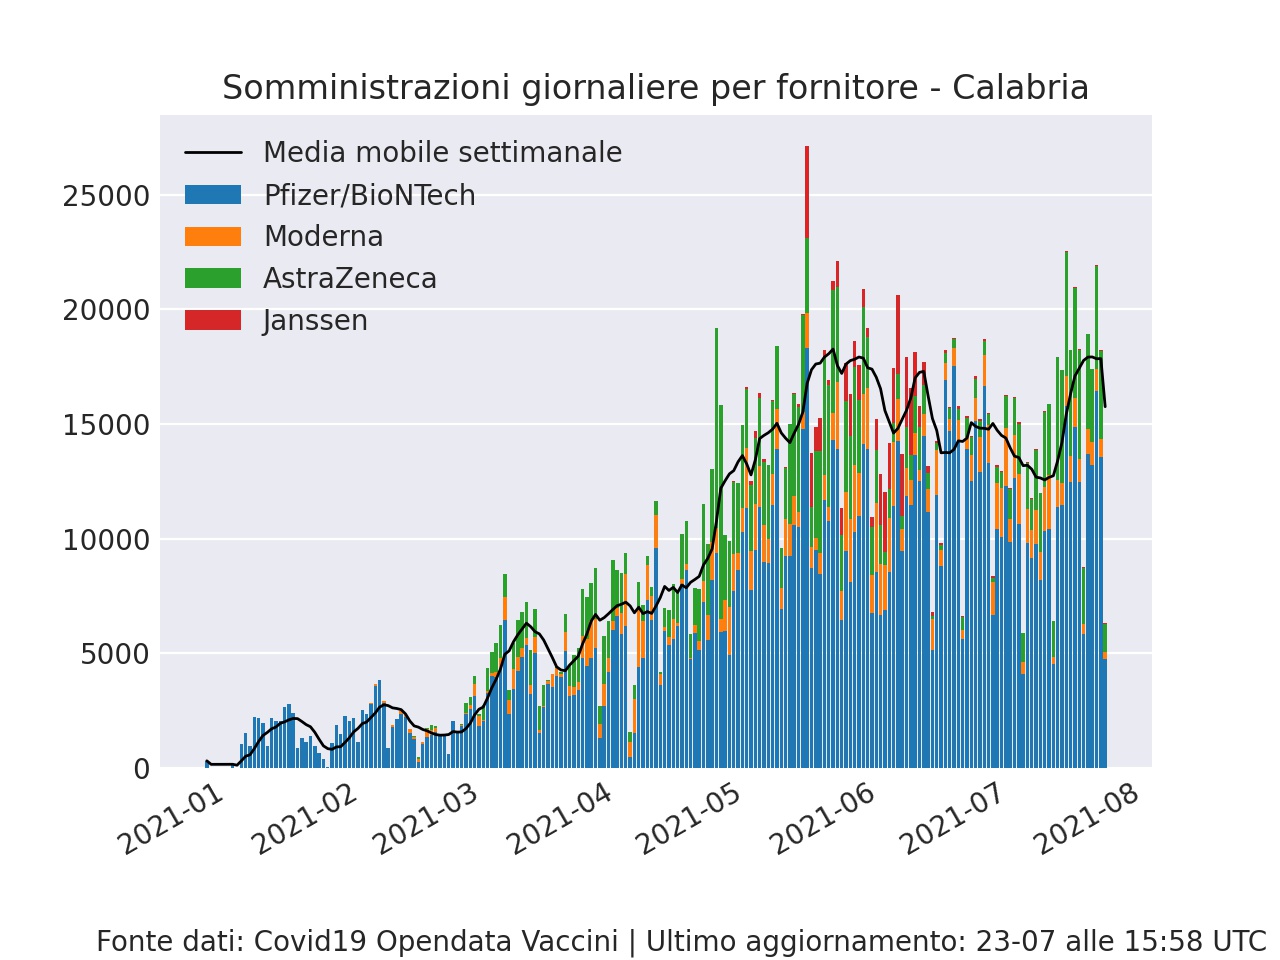 Somministrazioni giornaliere per fornitore - Calabria
Media mobile settimanale
Pfizer/BioNTech
Moderna
AstraZeneca
Janssen
25000
20000
15000
10000
5000
0
2021-01
2021-02
2021-03
2021-04
2021-05
2021-06
2021-07
2021-08
Fonte dati: Covid19 Opendata Vaccini | Ultimo aggiornamento: 23-07 alle 15:58 UTC